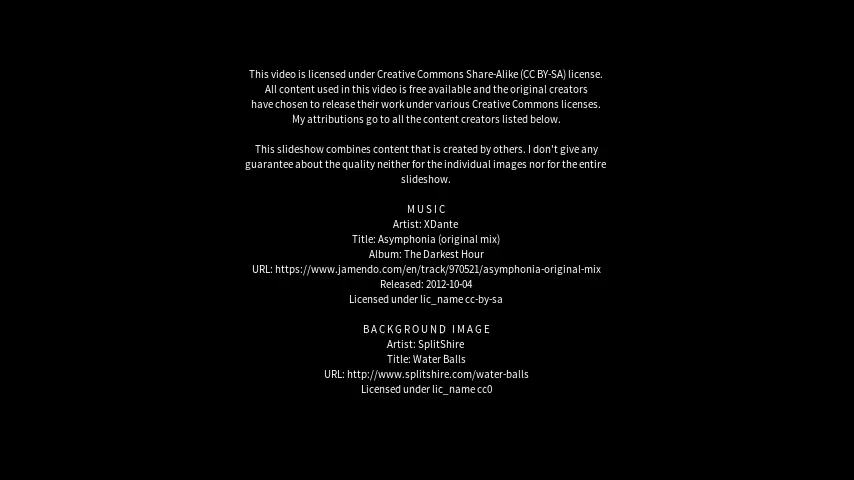 This video is licensed under Creative Commons Share-Alike (CC BY-SA) license.
All content used in this video is free available and the original creators
have chosen to release their work under various Creative Commons licenses.
My attributions go to all the content creators listed below.
This slideshow combines content that is created by others. I don't give any
guarantee about the quality neither for the individual images nor for the entire
slideshow.
MUSIC
Artist: XDante
Title: Asymphonia (original mix)
Album: The Darkest Hour
URL: https://www.jamendo.com/en/track/970521/asymphonia-original-mix
Released: 2012-10-04
Licensed under lic_name cc-by-sa
BACKGROUND IMAGE
Artist: SplitShire
Title: Water Balls
URL: http://www.splitshire.com/water-balls
Licensed under lic_name cc0